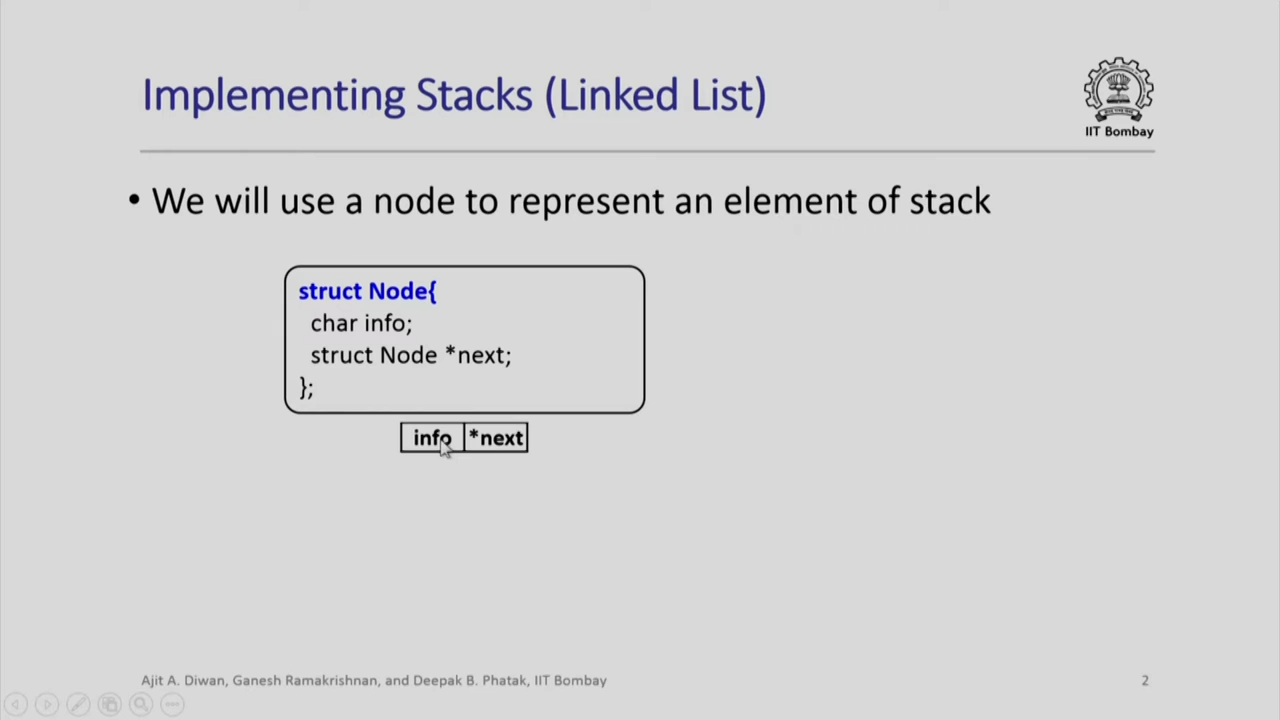 Implementing Stacks (Linked List)
IIT Bombay
• We will use a node to represent an element of stack
struct Node{
char info;
struct Node *next;
};
info *next
Ajit A. Diwan, Ganesh Ramakrishnan, and Deepak B. Phatak, IIT Bombay
2